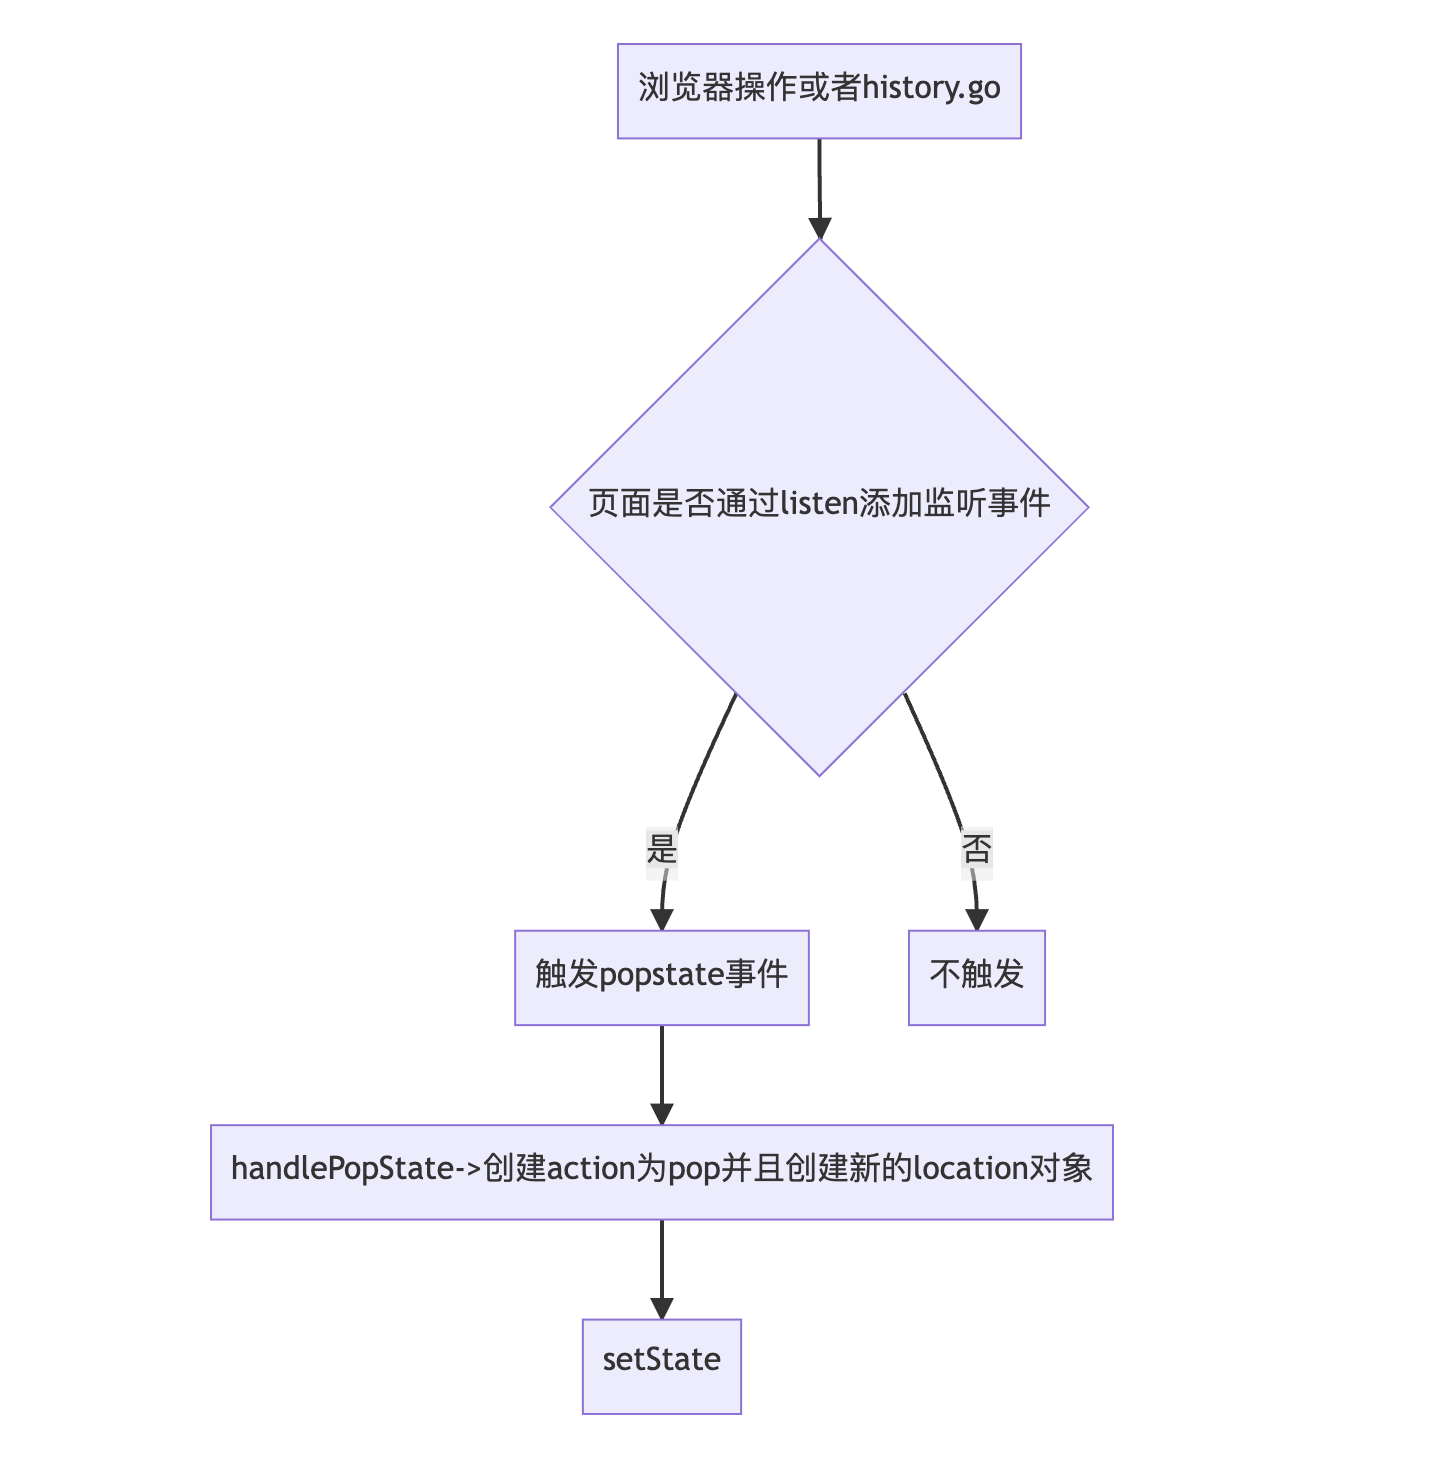 浏览器操作或者history.go
页面是否通过listen添加监听事件
是
否
触发popstate事件
不触发
handlePopState->创建action为pop并且创建新的location对象
setState